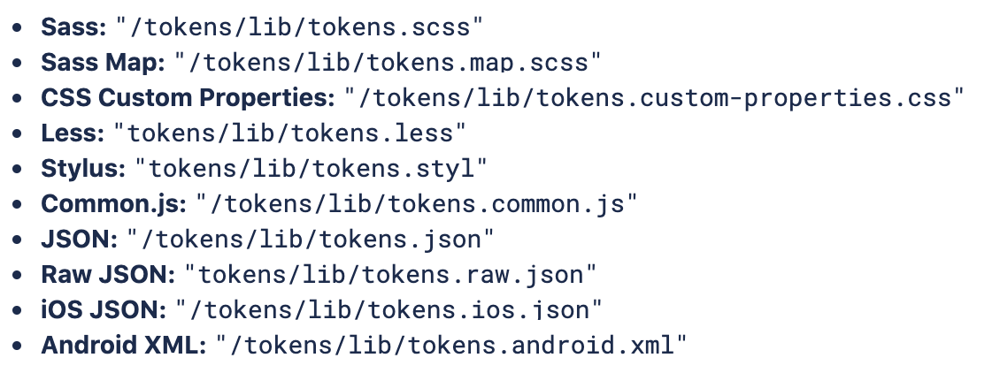 • Sass: "/tokens/lib/tokens.scss"
• Sass Map: "/tokens/lib/tokens.map.scss"
• CSS Custom Properties: "/tokens/lib/tokens.custom-properties.css"
• Less: "tokens/lib/tokens.less"
• Stylus: "tokens/lib/tokens.styl"
• Common.js: "/tokens/lib/tokens.common.js"
• JSON: "/tokens/lib/tokens.json"
• Raw JSON: "tokens/lib/tokens.raw.json"
• iOS JSON: "/tokens/lib/tokens.ios.json"
• Android XML: "/tokens/lib/tokens.android.xml"